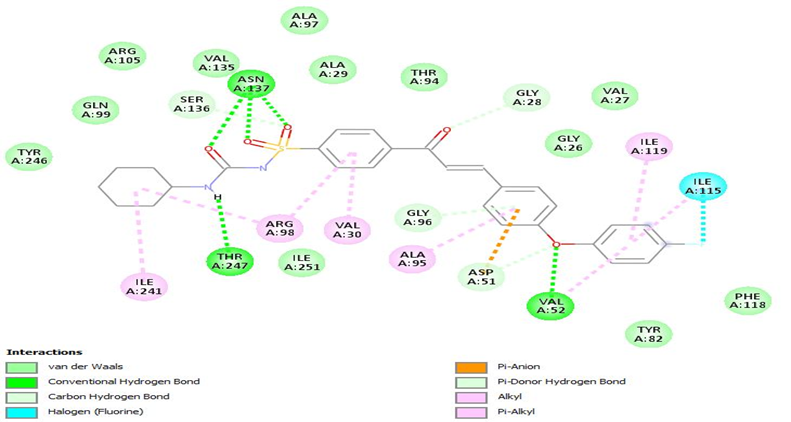 ALA
A:97
ARG
A:105
VAL
A:135
ASN
A:137
ALA
A:29
THR
A:94
GLY
A:28
VAL
A:27
GLN
A:99
SER
A:136
GLY
A:26
ILE
A:119
TYR
A:246
ILE
A:115
H
ARG
A:98
VAL
A:30
GLY
A:96
ALA
A:95
THR
A:247
ILE
A:251
ASP
A:51
ILE
A:241
VAL
A:52
PHE
A:118
TYR
A:82
Interactions
van der Waals
Conventional Hydrogen Bond
Carbon Hydrogen Bond
Halogen (Fluorine)
Pi-Anion
Pi-Donor Hydrogen Bond
Alkyl
Pi-Alkyl